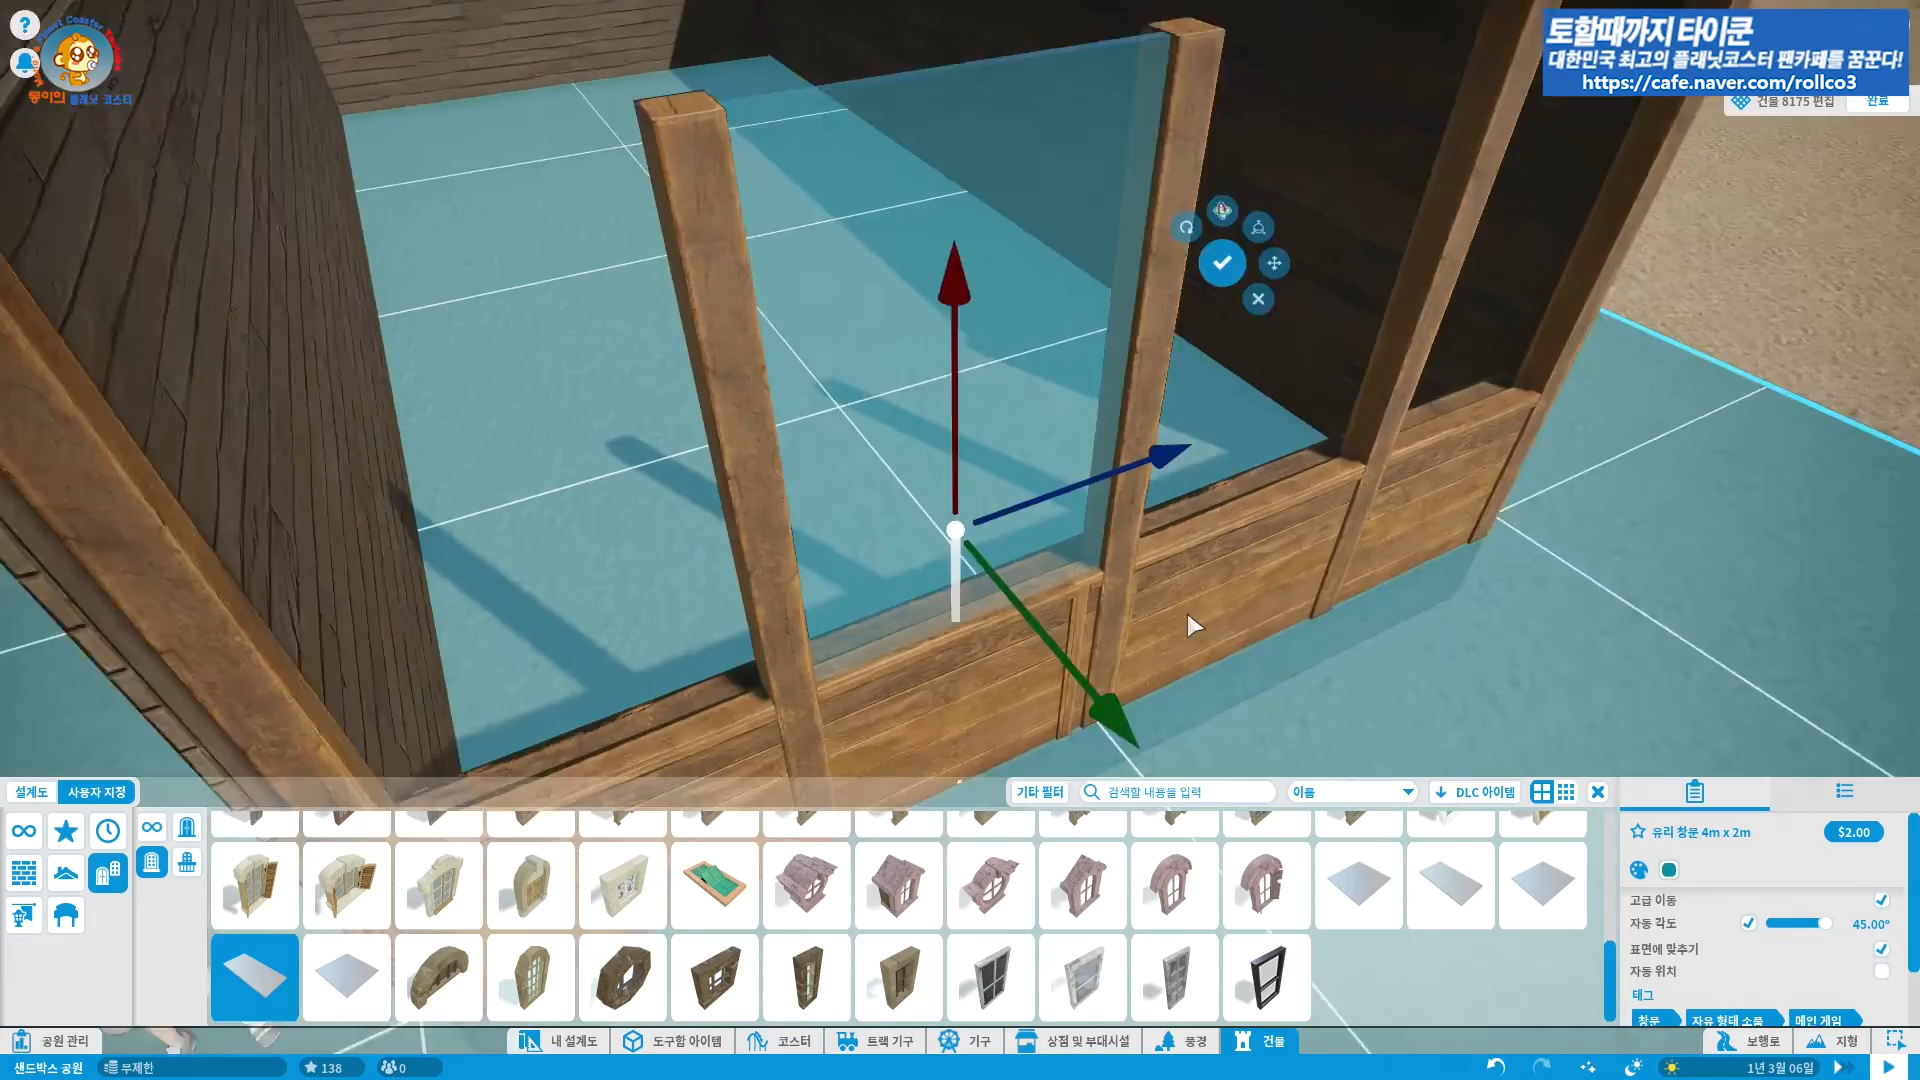 ?
Planet Coaster
둥이의 플래닛 코스터
토할때까지 타이쿤
대한민국 최고의 플래닛코스터 팬카페를 꿈꾼다!
https://cafe.naver.com/rollco3
건물 8175 편집
완료
설계도
사용자 지정
기타 필터
검색할 내용을 입력
이름
DLC 아이템
유리 창문 4m x 2m
$2.00
고급 이동
자동 각도
45.00°
표면에 맞추기
자동 위치
태그
창문
자유 형태 소품
메인 게임
공원 관리
내 설계도
도구함 아이템
코스터
트랙 기구
기구
상점 및 부대시설
풍경
건물
보행로
지형
샌드박스 공원
무제한
138
0
1년 3월 06일